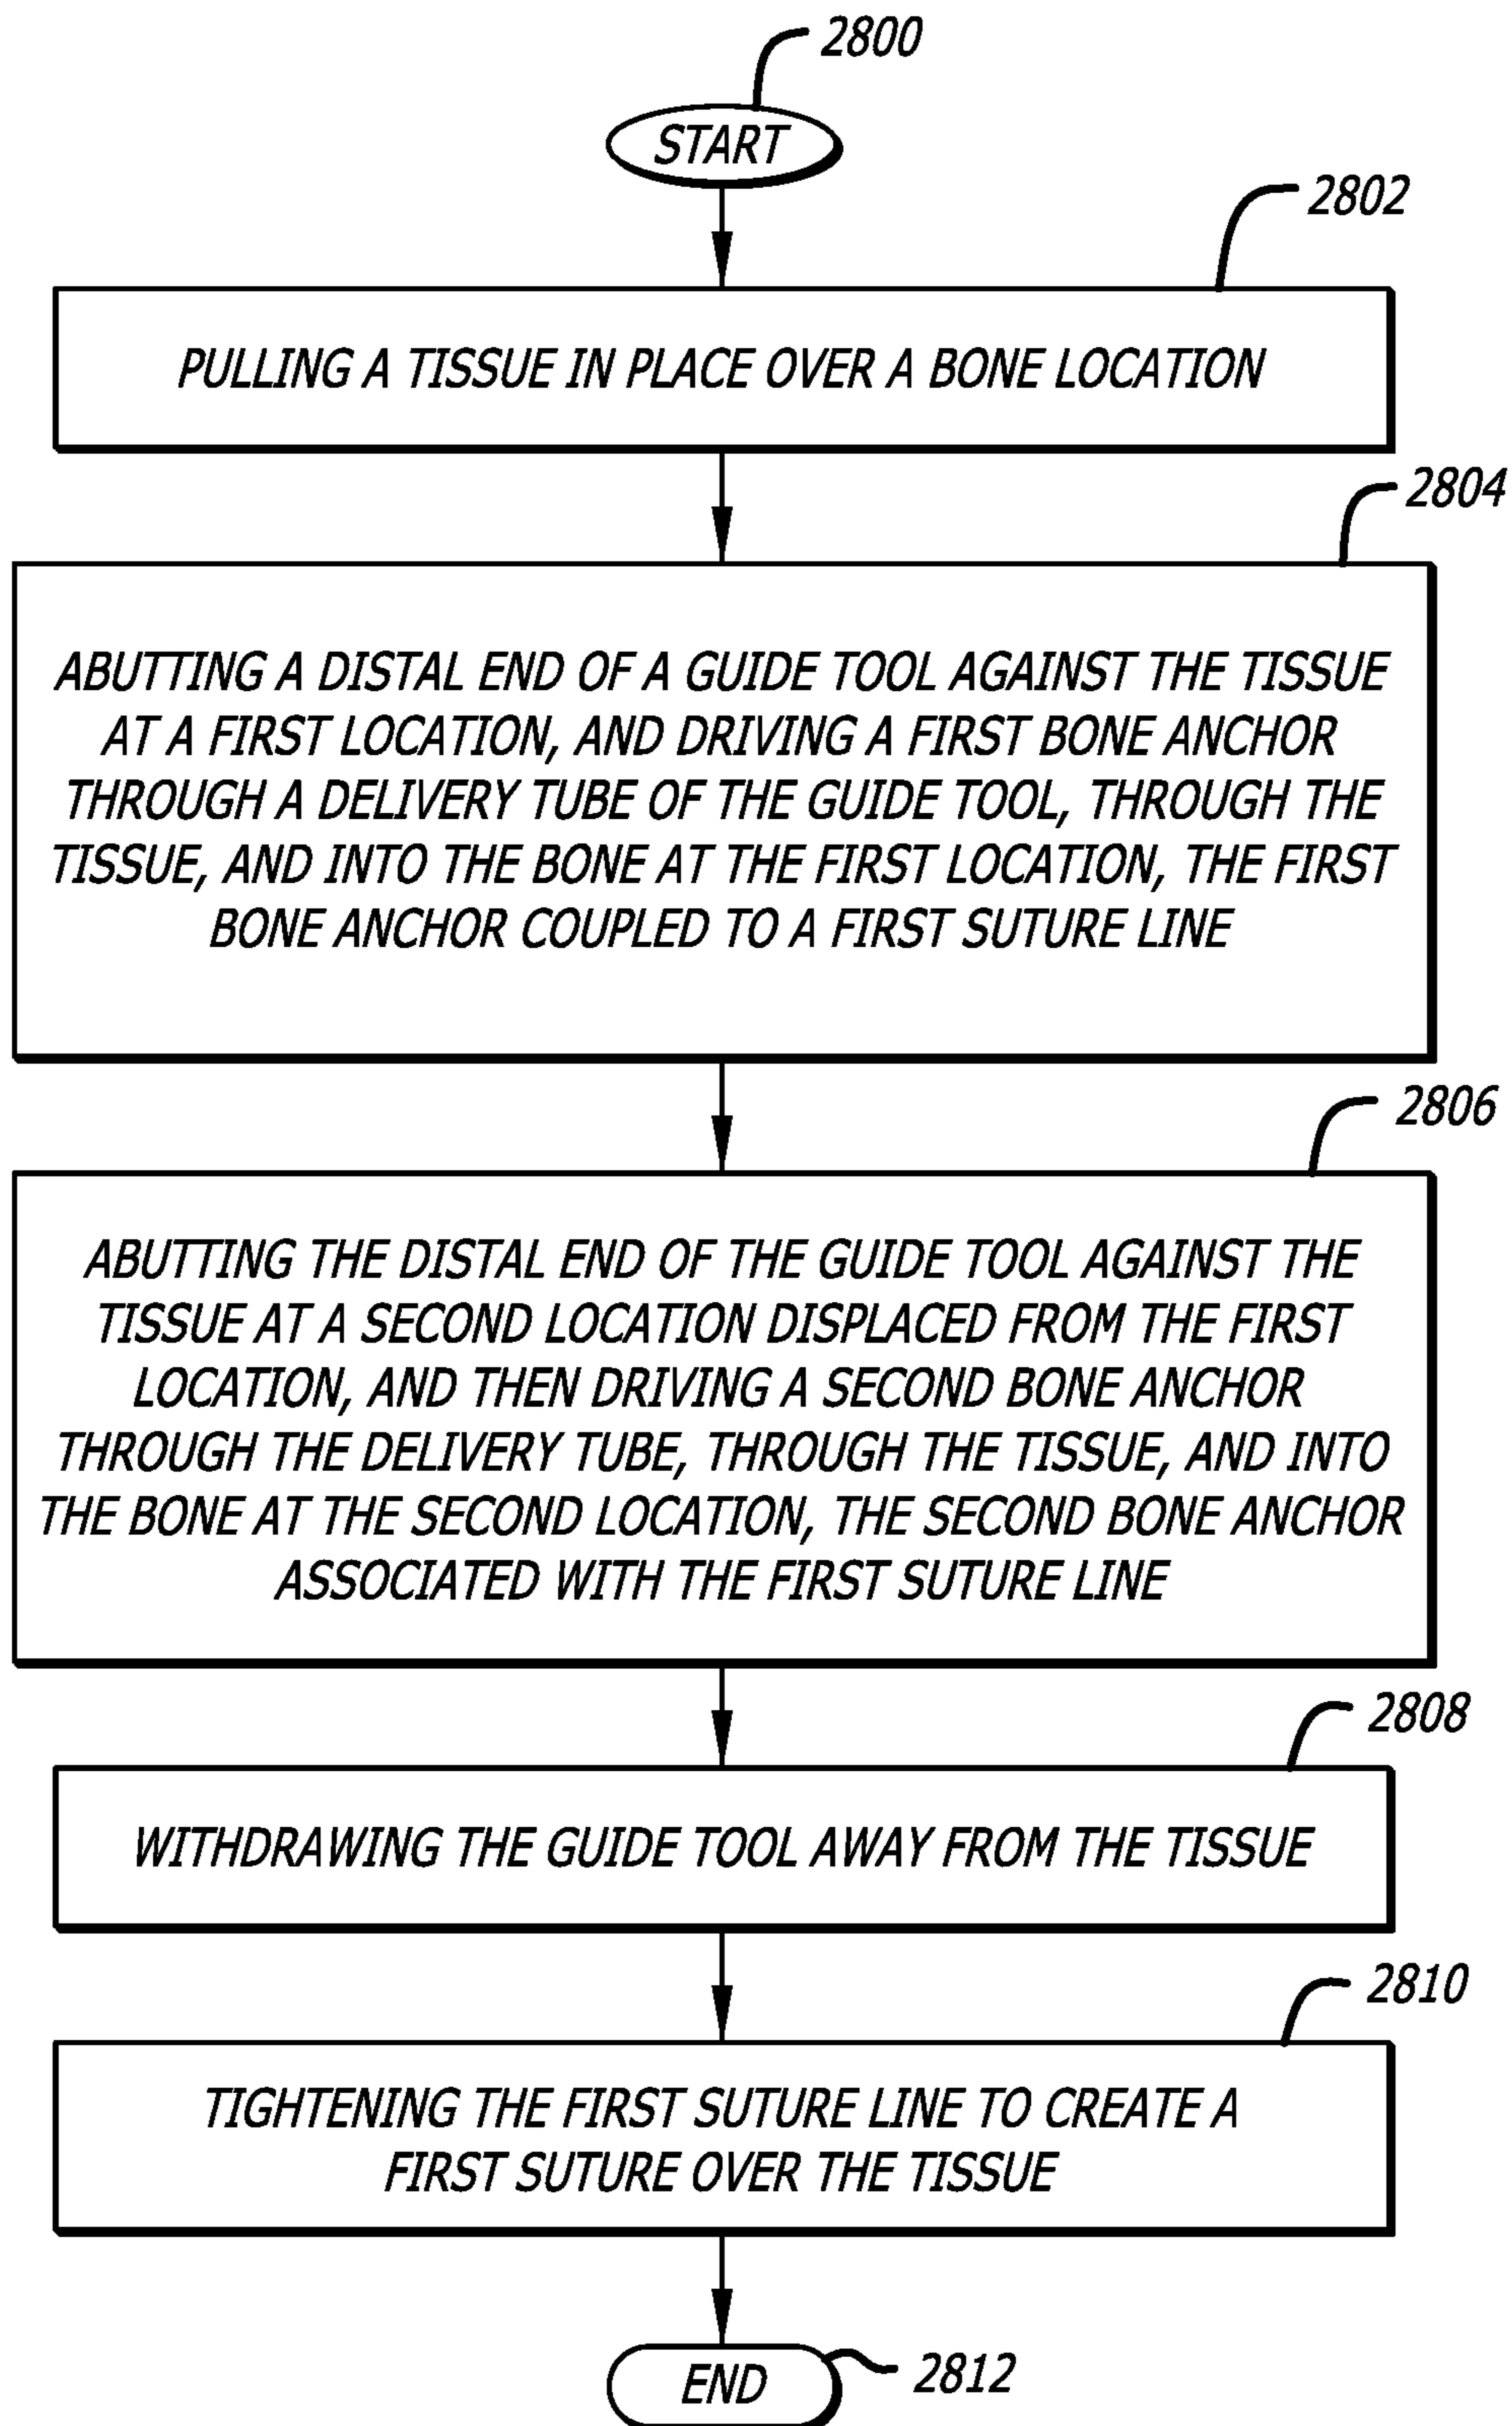 2800
START
2802
PULLING A TISSUE IN PLACE OVER A BONE LOCATION
2804
ABUTTING A DISTAL END OF A GUIDE TOOL AGAINST THE TISSUE
AT A FIRST LOCATION, AND DRIVING A FIRST BONE ANCHOR
THROUGH A DELIVERY TUBE OF THE GUIDE TOOL, THROUGH THE
TISSUE, AND INTO THE BONE AT THE FIRST LOCATION, THE FIRST
BONE ANCHOR COUPLED TO A FIRST SUTURE LINE
2806
ABUTTING THE DISTAL END OF THE GUIDE TOOL AGAINST THE
TISSUE AT A SECOND LOCATION DISPLACED FROM THE FIRST
LOCATION, AND THEN DRIVING A SECOND BONE ANCHOR
THROUGH THE DELIVERY TUBE, THROUGH THE TISSUE, AND INTO
THE BONE AT THE SECOND LOCATION, THE SECOND BONE ANCHOR
ASSOCIATED WITH THE FIRST SUTURE LINE
2808
WITHDRAWING THE GUIDE TOOL AWAY FROM THE TISSUE
2810
TIGHTENING THE FIRST SUTURE LINE TO CREATE A
FIRST SUTURE OVER THE TISSUE
END
2812